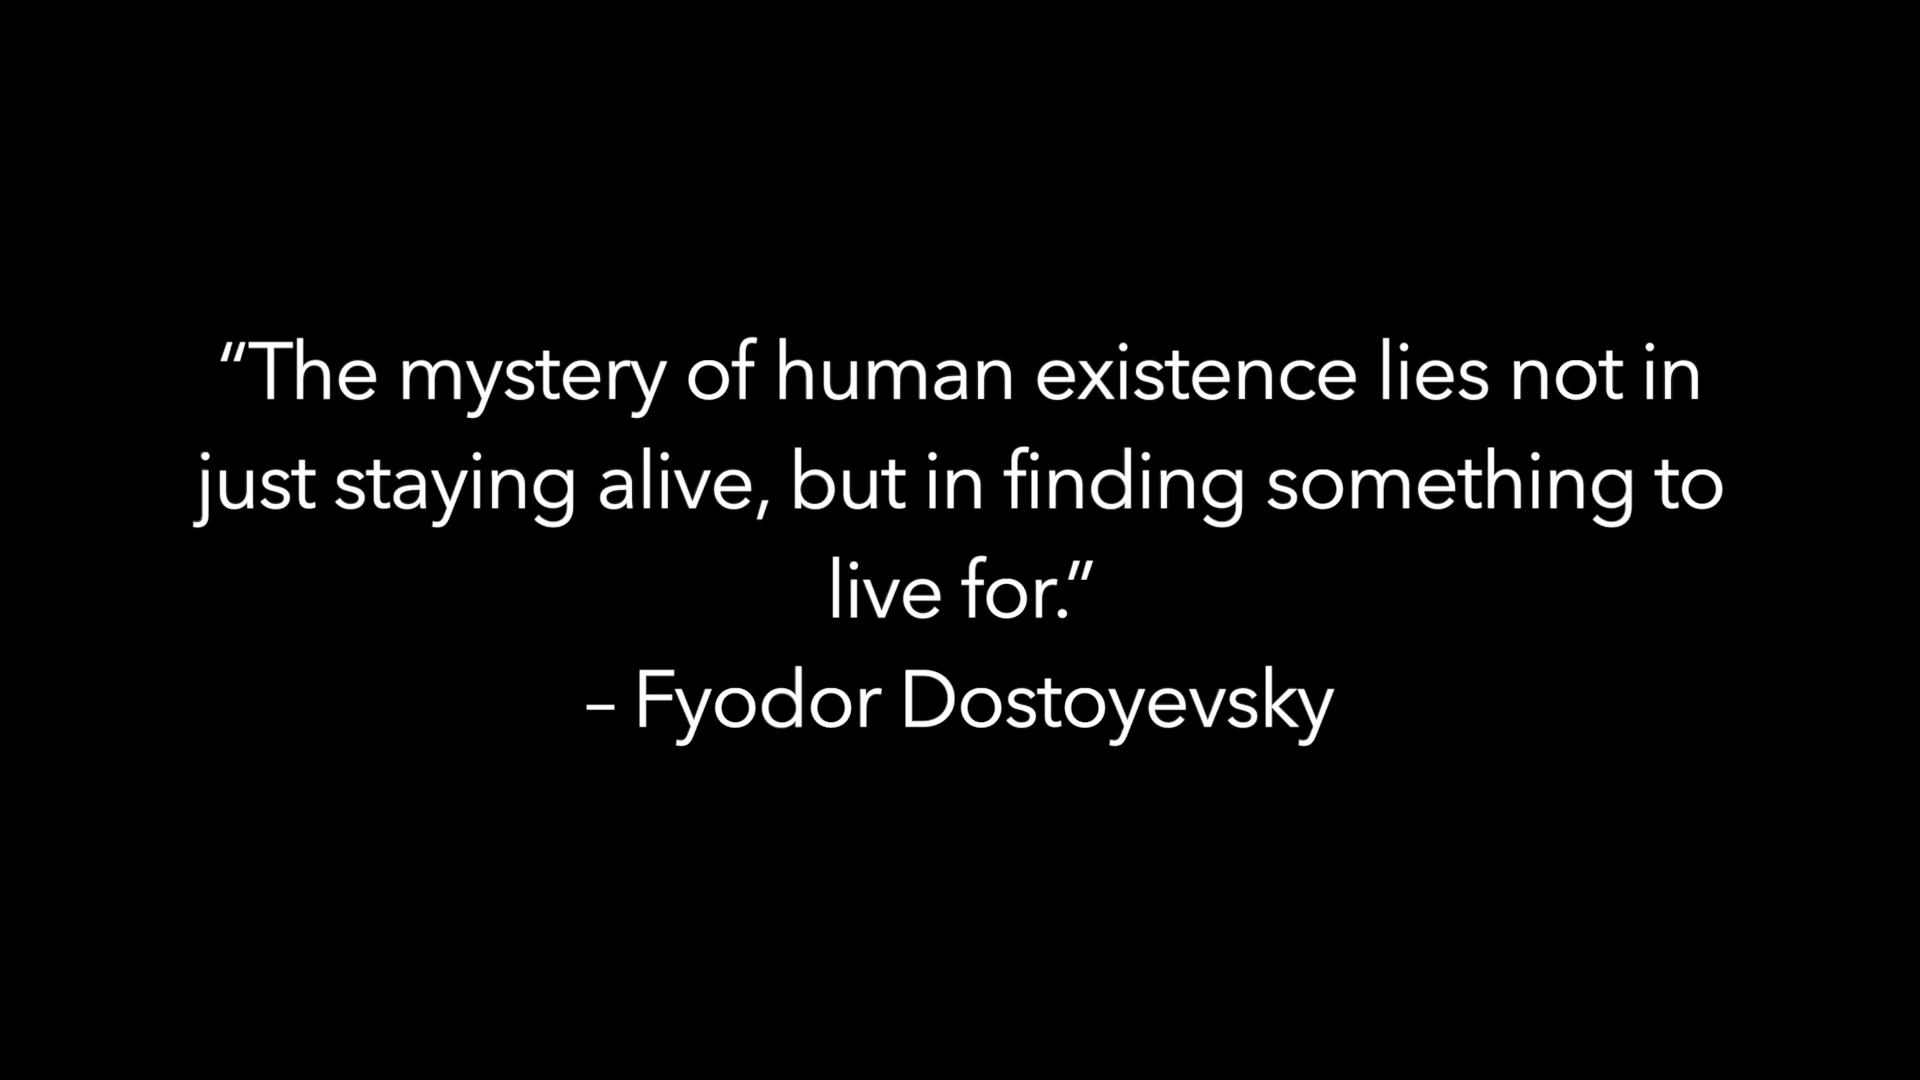 “The mystery of human existence lies not in
just staying alive, but in finding something to
live for.”
– Fyodor Dostoyevsky